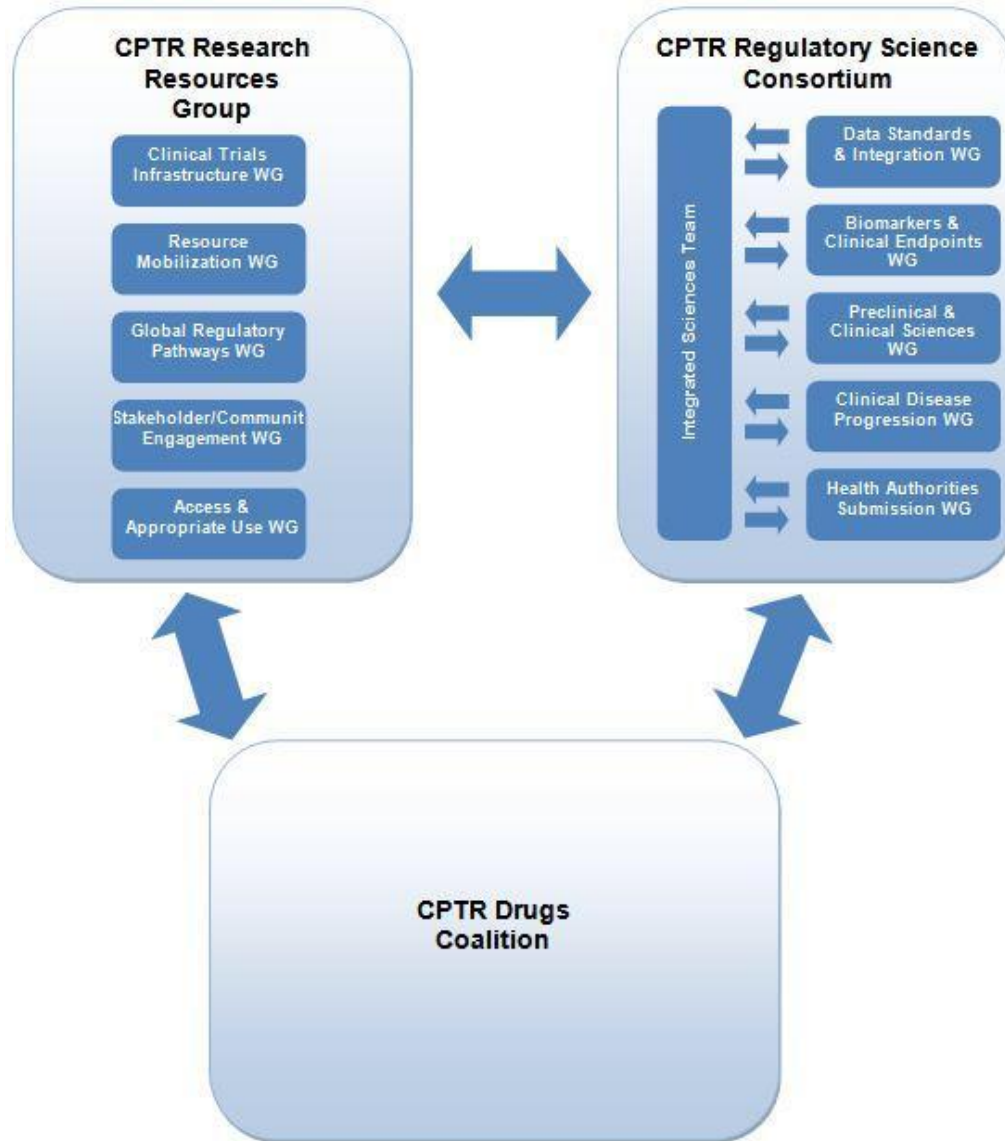 CPTR Research
Resources
Group
Clinical Trials
Infrastructure WG
Resource
Mobilization WG
Global Regulatory
Pathways WG
Stakeholder/Communit
Engagement WG
Access &
Appropriate Use WG
CPTR Regulatory Science
Consortium
Integrated Sciences Team
Data Standards
& Integration WG
Biomarkers &
Clinical Endpoints
WG
Preclinical &
Clinical Sciences
WG
Clinical Disease
Progression WG
Health Authorities
Submission WG
CPTR Drugs
Coalition